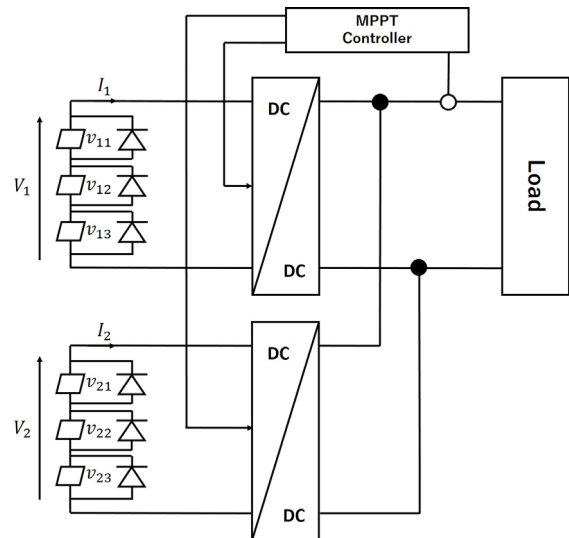 MPPT
Controller
I₁
DC
v₁₁
V₁
v₁₂
v₁₃
DC
Load
I₂
DC
v₂₁
V₂
v₂₂
v₂₃
DC